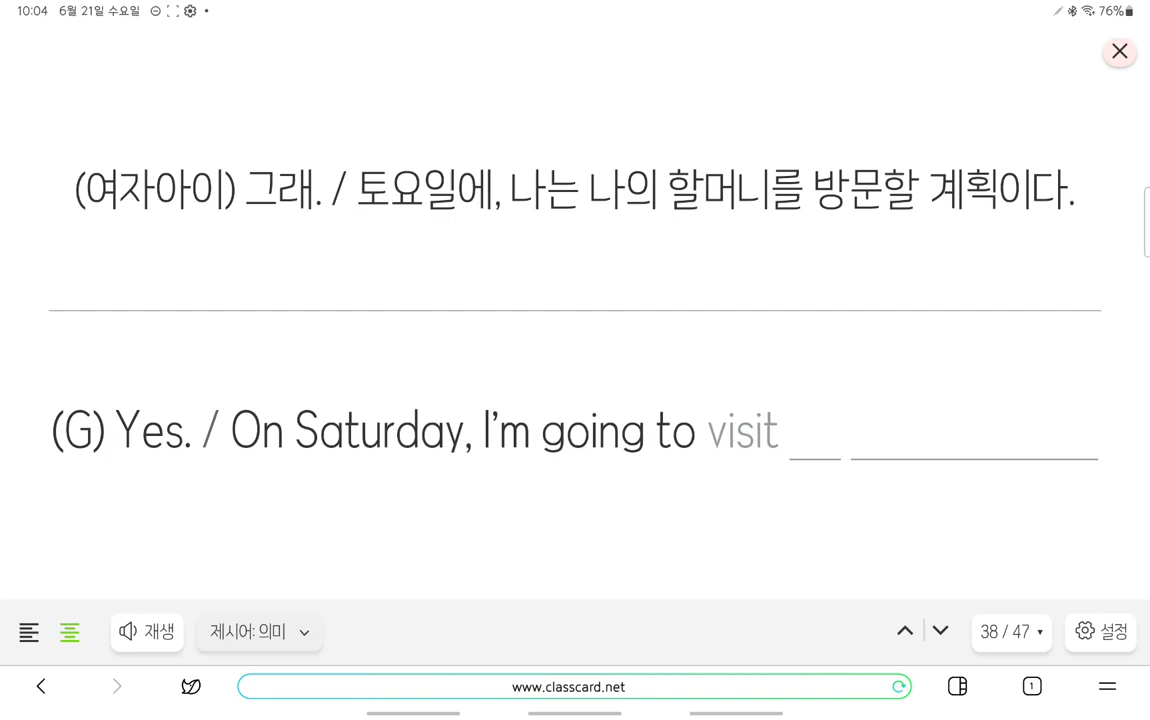 10:04 6월 21일 수요일 76%
(여자아이) 그래. / 토요일에, 나는 나의 할머니를 방문할 계획이다.
(G) Yes. / On Saturday, I'm going to visit
재생 제시어: 의미 38 / 47 설정
www.classcard.net 1